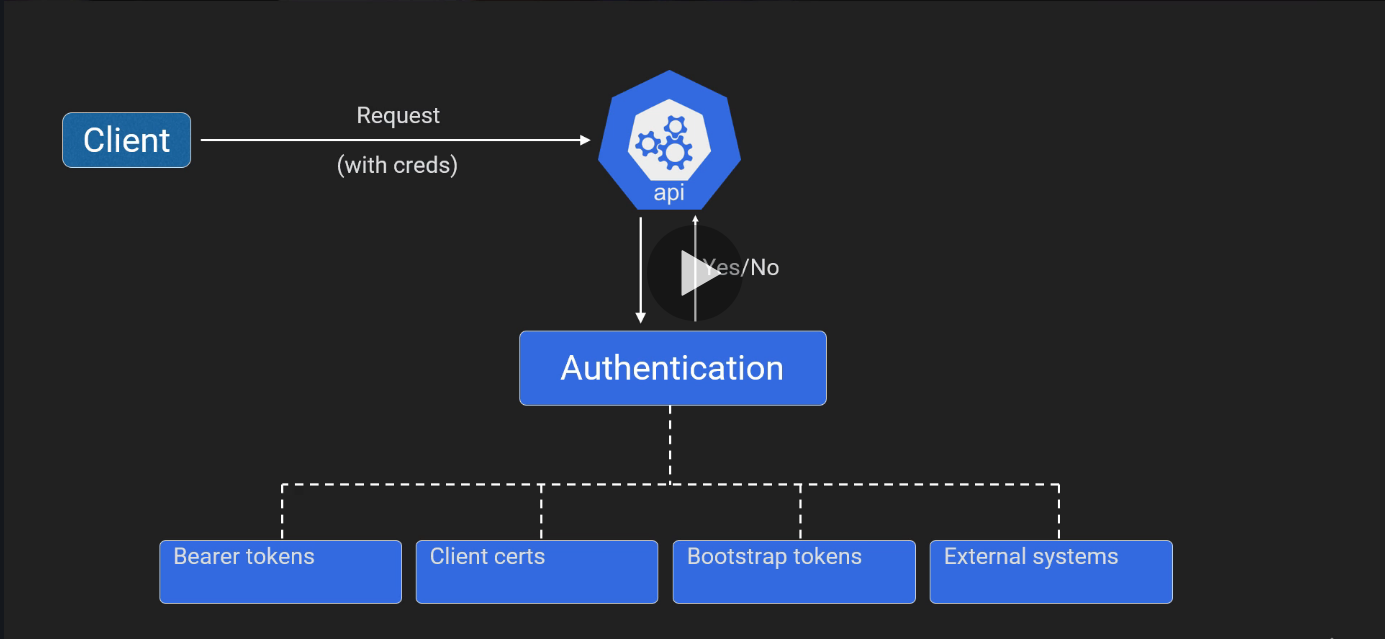 Client
Request
(with creds)
api
Yes/No
Authentication
Bearer tokens
Client certs
Bootstrap tokens
External systems